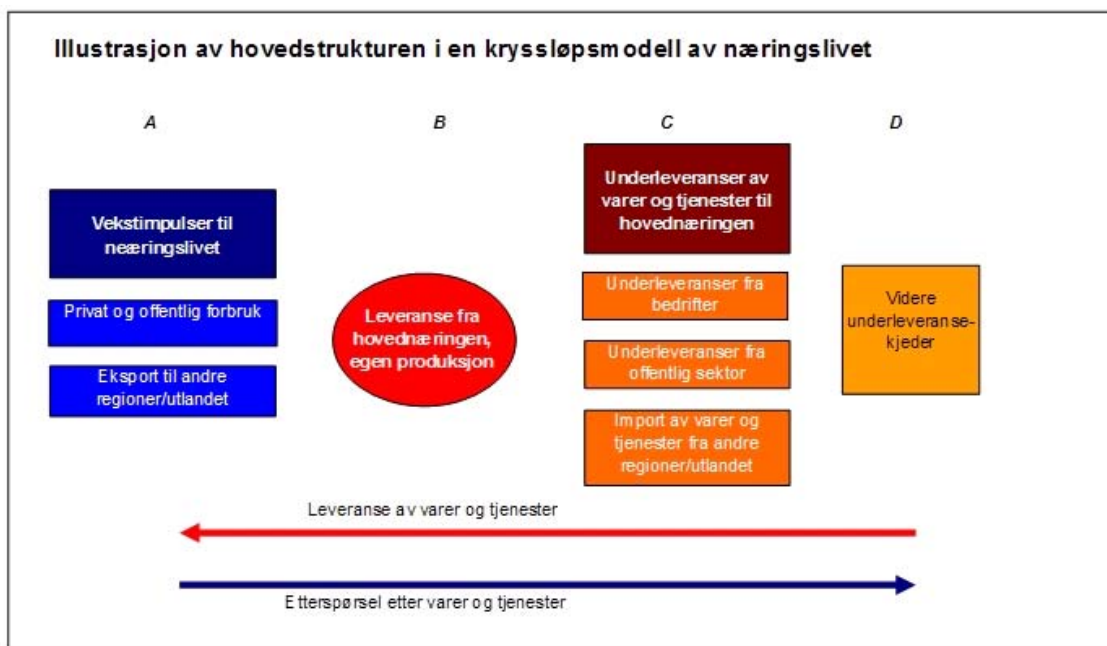 Illustrasjon av hovedstrukturen i en kryssløpsmodell av næringslivet
A
B
C
D
Vekstimpulser til
neæringslivet
Privat og offentlig forbruk
Eksport til andre
regioner/utlandet
Leveranse fra
hovednæringen,
egen produksjon
Underleveranser av
varer og tjenester til
hovednæringen
Underleveranser fra
bedrifter
Underleveranser fra
offentlig sektor
Import av varer og
tjenester fra andre
regioner/utlandet
Videre
underleveranse-
kjeder
Leveranse av varer og tjenester
Etterspørsel etter varer og tjenester